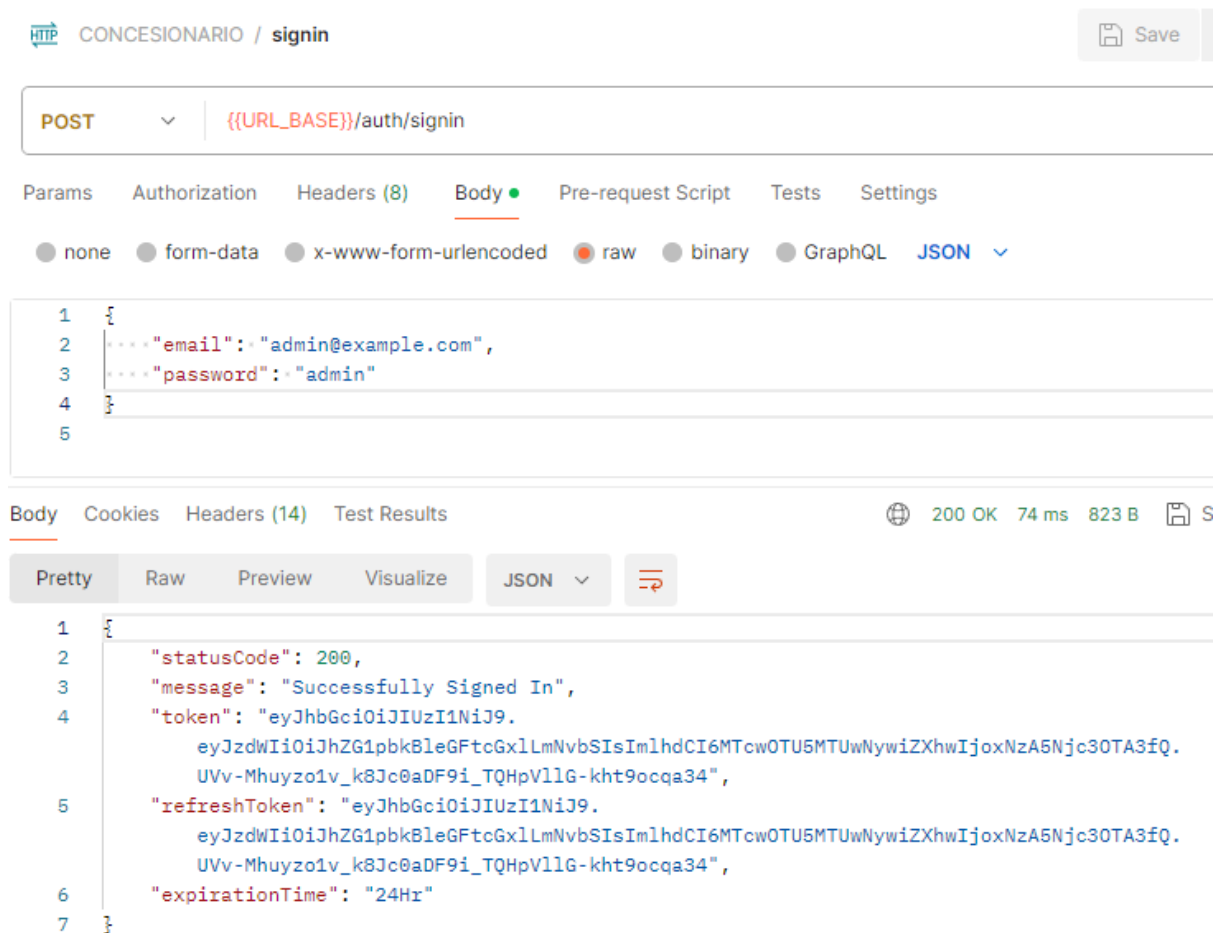 HTTP CONCESIONARIO / signin Save
POST {{URL_BASE}}/auth/signin
Params Authorization Headers (8) Body Pre-request Script Tests Settings
none form-data x-www-form-urlencoded raw binary GraphQL JSON
1 {
2 "email": "admin@example.com",
3 "password": "admin"
4 }
5
Body Cookies Headers (14) Test Results 200 OK 74 ms 823 B S
Pretty Raw Preview Visualize JSON
1 {
2 "statusCode": 200,
3 "message": "Successfully Signed In",
4 "token": "eyJhbGciOiJIUzI1NiJ9.
eyJzdWIiOiJhZG1pbkBleGFtcGxlLmNvbSIsImlhdCI6MTcwOTU5MTUwNywiZXhwIjoxNzA5Njc3OTA3fQ.
UVv-Mhuyzo1v_k8Jc0aDF9i_TQHpVllG-kht9ocqa34",
5 "refreshToken": "eyJhbGciOiJIUzI1NiJ9.
eyJzdWIiOiJhZG1pbkBleGFtcGxlLmNvbSIsImlhdCI6MTcwOTU5MTUwNywiZXhwIjoxNzA5Njc3OTA3fQ.
UVv-Mhuyzo1v_k8Jc0aDF9i_TQHpVllG-kht9ocqa34",
6 "expirationTime": "24Hr"
7 }